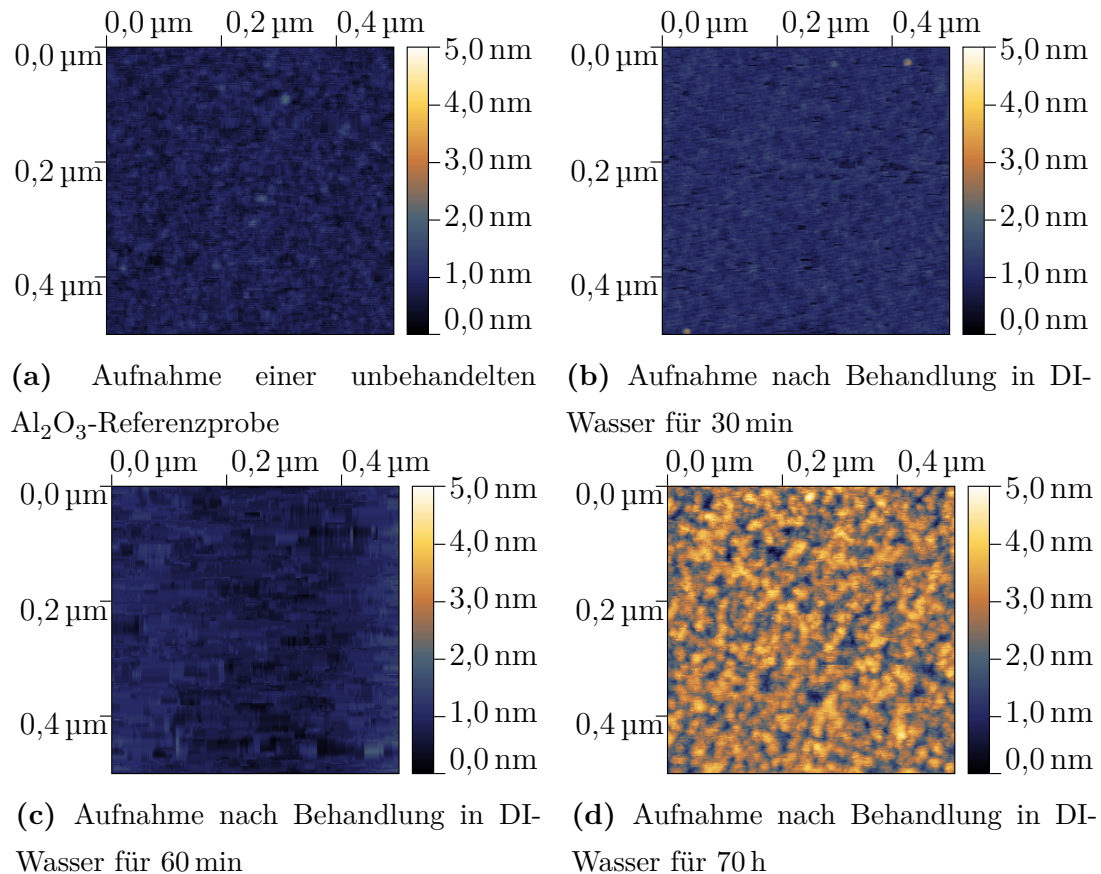 0,0 µm 0,2 µm 0,4 µm
0,0 µm
0,2 µm
0,4 µm
5,0 nm
4,0 nm
3,0 nm
2,0 nm
1,0 nm
0,0 nm
(a) Aufnahme einer unbehandelten
Al₂O₃-Referenzprobe
0,0 µm 0,2 µm 0,4 µm
0,0 µm
0,2 µm
0,4 µm
5,0 nm
4,0 nm
3,0 nm
2,0 nm
1,0 nm
0,0 nm
(b) Aufnahme nach Behandlung in DI-
Wasser für 30 min
0,0 µm 0,2 µm 0,4 µm
0,0 µm
0,2 µm
0,4 µm
5,0 nm
4,0 nm
3,0 nm
2,0 nm
1,0 nm
0,0 nm
(c) Aufnahme nach Behandlung in DI-
Wasser für 60 min
0,0 µm 0,2 µm 0,4 µm
0,0 µm
0,2 µm
0,4 µm
5,0 nm
4,0 nm
3,0 nm
2,0 nm
1,0 nm
0,0 nm
(d) Aufnahme nach Behandlung in DI-
Wasser für 70 h